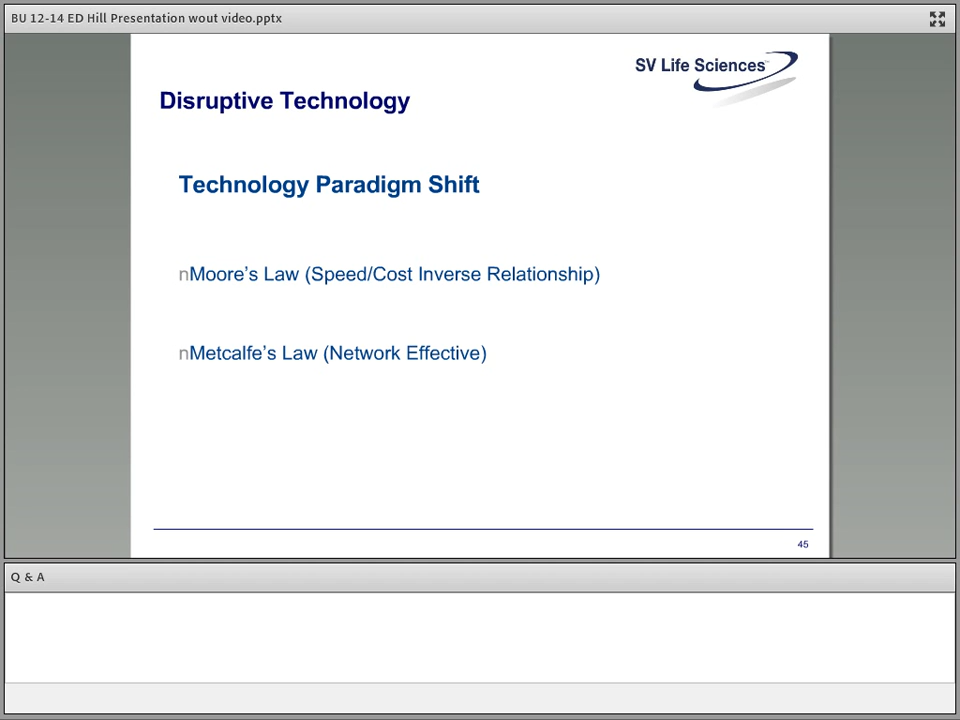 BU 12-14 ED Hill Presentation wout video.pptx
SV Life Sciences™
Disruptive Technology
Technology Paradigm Shift
nMoore’s Law (Speed/Cost Inverse Relationship)
nMetcalfe’s Law (Network Effective)
45
Q & A